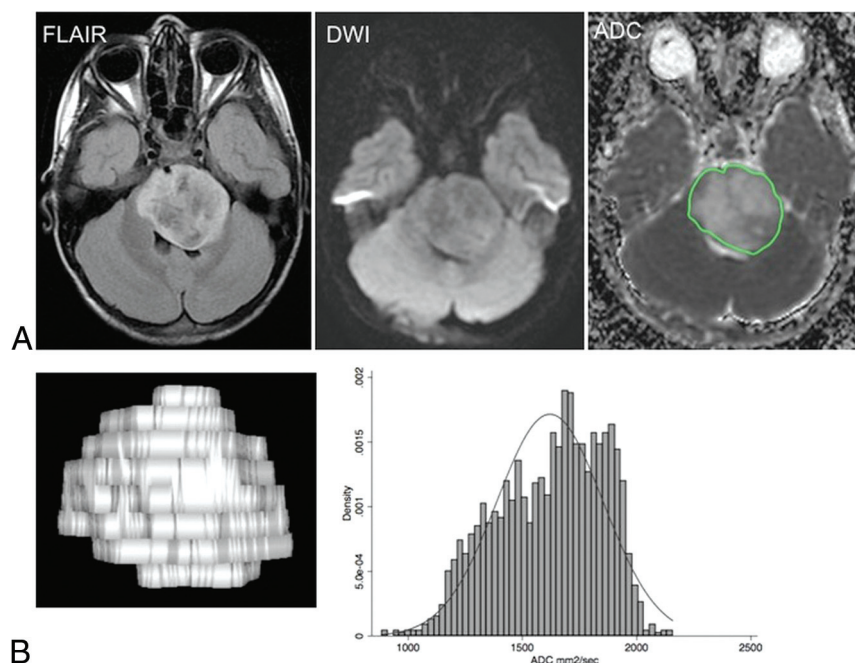 FLAIR
DWI
ADC
A
B
.002
.0015
.001
5.0e-04
0
Density
1000
1500
2000
2500
ADC mm2/sec